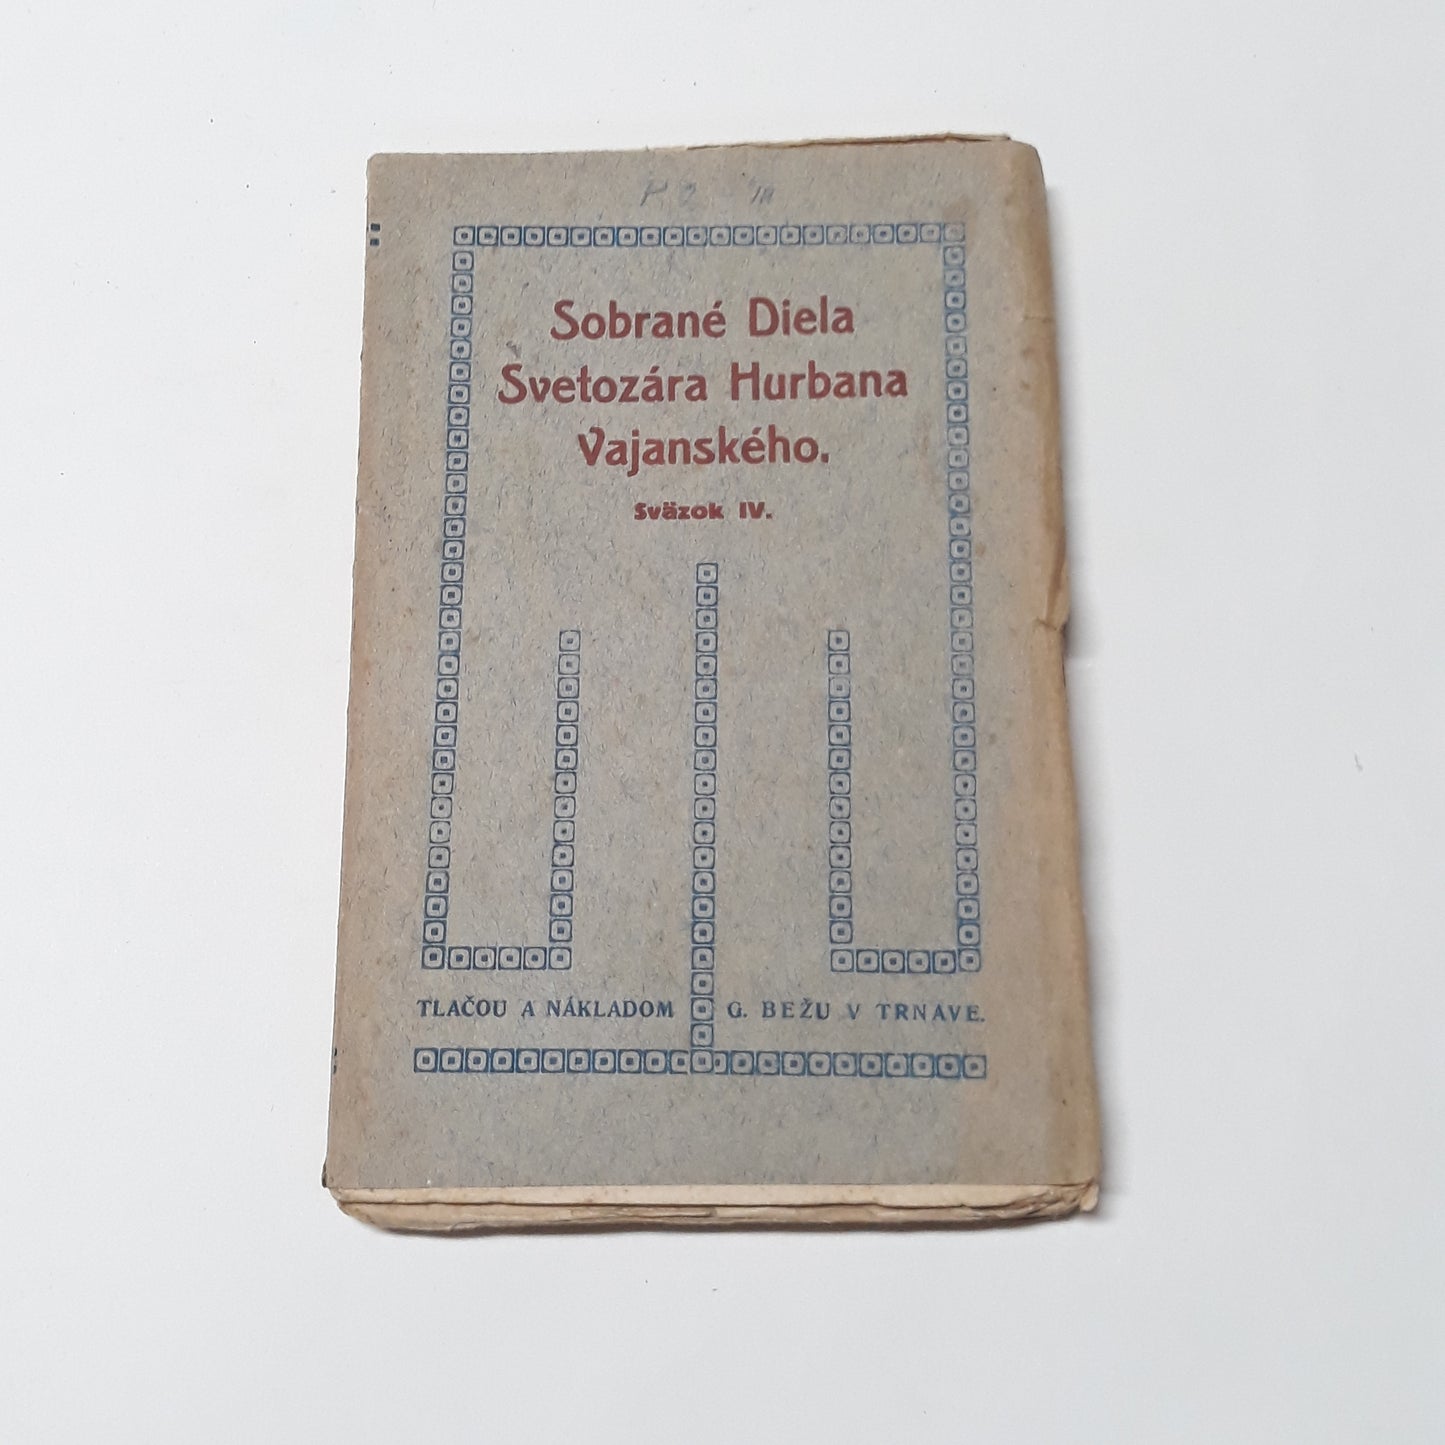 Sobrané Diela
Svetozára Hurbana
Vajanského.
Sväzok IV.
TLAČOU A NÁKLADOM G. BEŽU V TRNAVE.